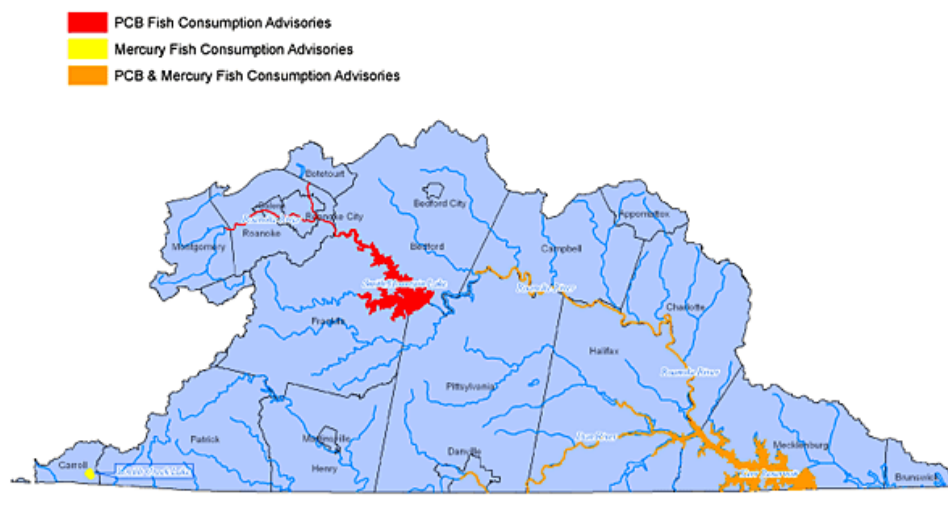 PCB Fish Consumption Advisories
Mercury Fish Consumption Advisories
PCB & Mercury Fish Consumption Advisories
Botetourt
Salem
Roanoke City
Roanoke
Montgomery
Bedford City
Bedford
Appomattox
Campbell
Smith Mountain Lake
Roanoke River
Charlotte
Franklin
Halifax
Roanoke River
Pittsylvania
Patrick
Martinsville
Henry
Danville
Dan River
Mecklenburg
Carroll
Kerr Reservoir
Brunswick